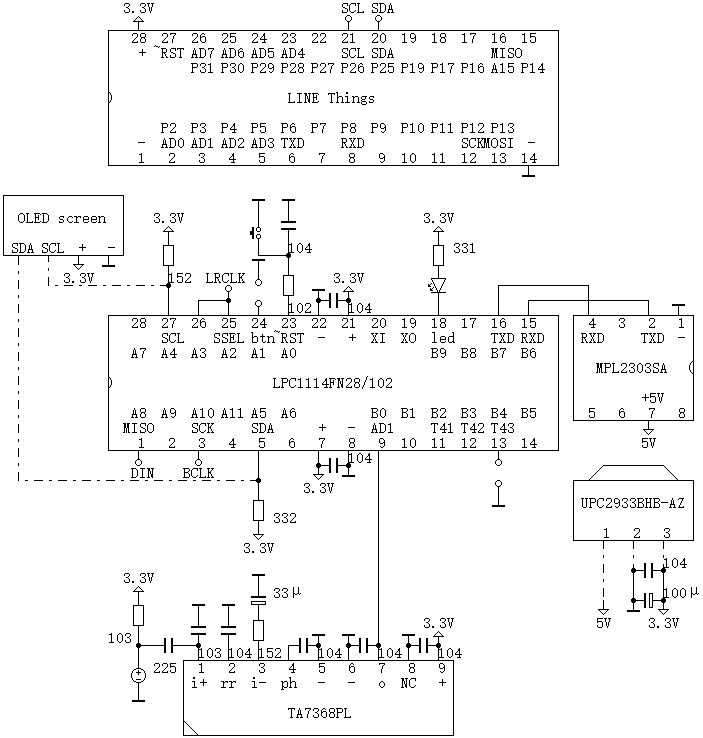 SCL SDA
3.3V
28 27 26 25 24 23 22 21 20 19 18 17 16 15
+ ~RST AD7 AD6 AD5 AD4 SCL SDA MISO
P31 P30 P29 P28 P27 P26 P25 P19 P17 P16 A15 P14
LINE Things
P2 P3 P4 P5 P6 P7 P8 P9 P10 P11 P12 P13
- AD0 AD1 AD2 AD3 TXD RXD SCK MOSI -
1 2 3 4 5 6 7 8 9 10 11 12 13 14
OLED screen
SDA SCL + -
3.3V
3.3V
152
LRCLK
104
102
3.3V
104
3.3V
331
28 27 26 25 24 23 22 21 20 19 18 17 16 15
SCL SSEL btn ~RST - + XI XO led TXD RXD
A7 A4 A3 A2 A1 A0 B9 B8 B7 B6
LPC1114FN28/102
A8 A9 A10 A11 A5 A6 B0 B1 B2 B3 B4 B5
MISO SCK SDA + - AD1 T41 T42 T43
1 2 3 4 5 6 7 8 9 10 11 12 13 14
DIN BCLK
3.3V
104
332
3.3V
4 3 2 1
RXD TXD -
MPL2303SA
+5V
5 6 7 8
5V
UPC2933BHB-AZ
1 2 3
104
100μ
5V
3.3V
3.3V
103
225
103
104
33μ
152
104
104
104
3.3V
104
1 2 3 4 5 6 7 8 9
i+ rr i- ph - - o NC +
TA7368PL